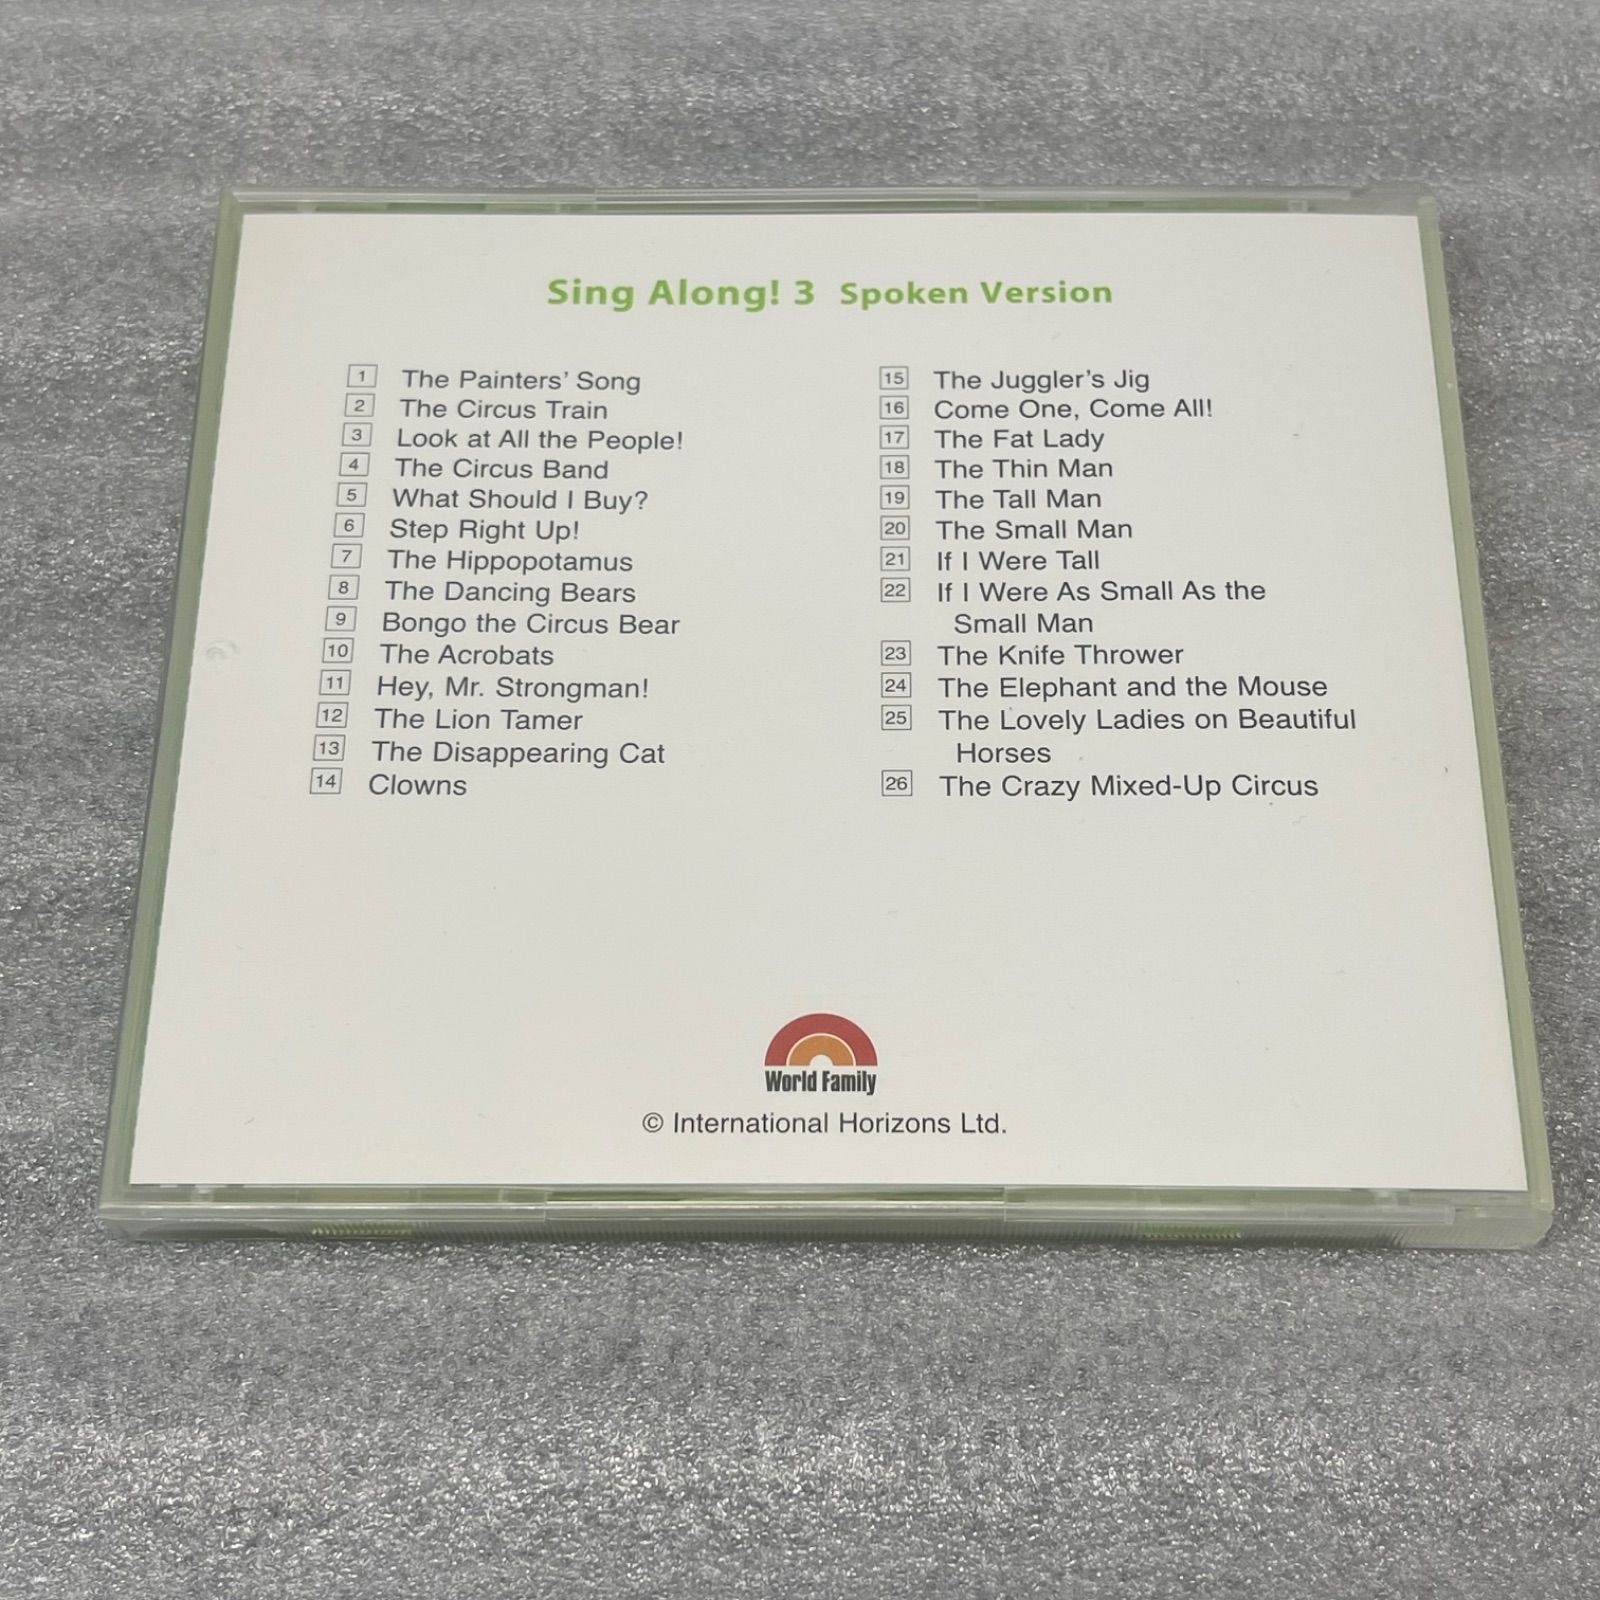 Sing Along! 3 Spoken Version
1 The Painters' Song
2 The Circus Train
3 Look at All the People!
4 The Circus Band
5 What Should I Buy?
6 Step Right Up!
7 The Hippopotamus
8 The Dancing Bears
9 Bongo the Circus Bear
10 The Acrobats
11 Hey, Mr. Strongman!
12 The Lion Tamer
13 The Disappearing Cat
14 Clowns
15 The Juggler's Jig
16 Come One, Come All!
17 The Fat Lady
18 The Thin Man
19 The Tall Man
20 The Small Man
21 If I Were Tall
22 If I Were As Small As the
Small Man
23 The Knife Thrower
24 The Elephant and the Mouse
25 The Lovely Ladies on Beautiful
Horses
26 The Crazy Mixed-Up Circus
World Family
© International Horizons Ltd.